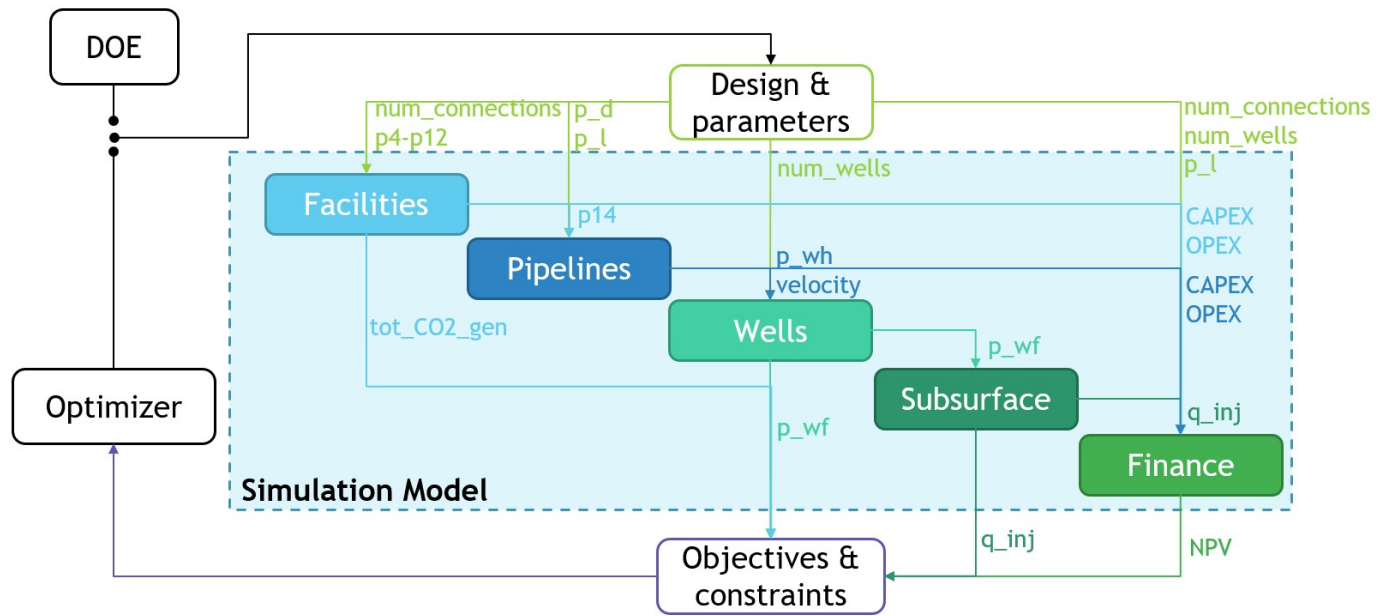 DOE
Design &
parameters
num_connections
p4-p12
p_d
p_l
num_wells
num_connections
num_wells
p_l
Facilities
p14
CAPEX
OPEX
Pipelines
p_wh
velocity
CAPEX
OPEX
tot_CO2_gen
Wells
p_wf
Optimizer
Subsurface
p_wf
q_inj
Finance
Simulation Model
q_inj
NPV
Objectives &
constraints